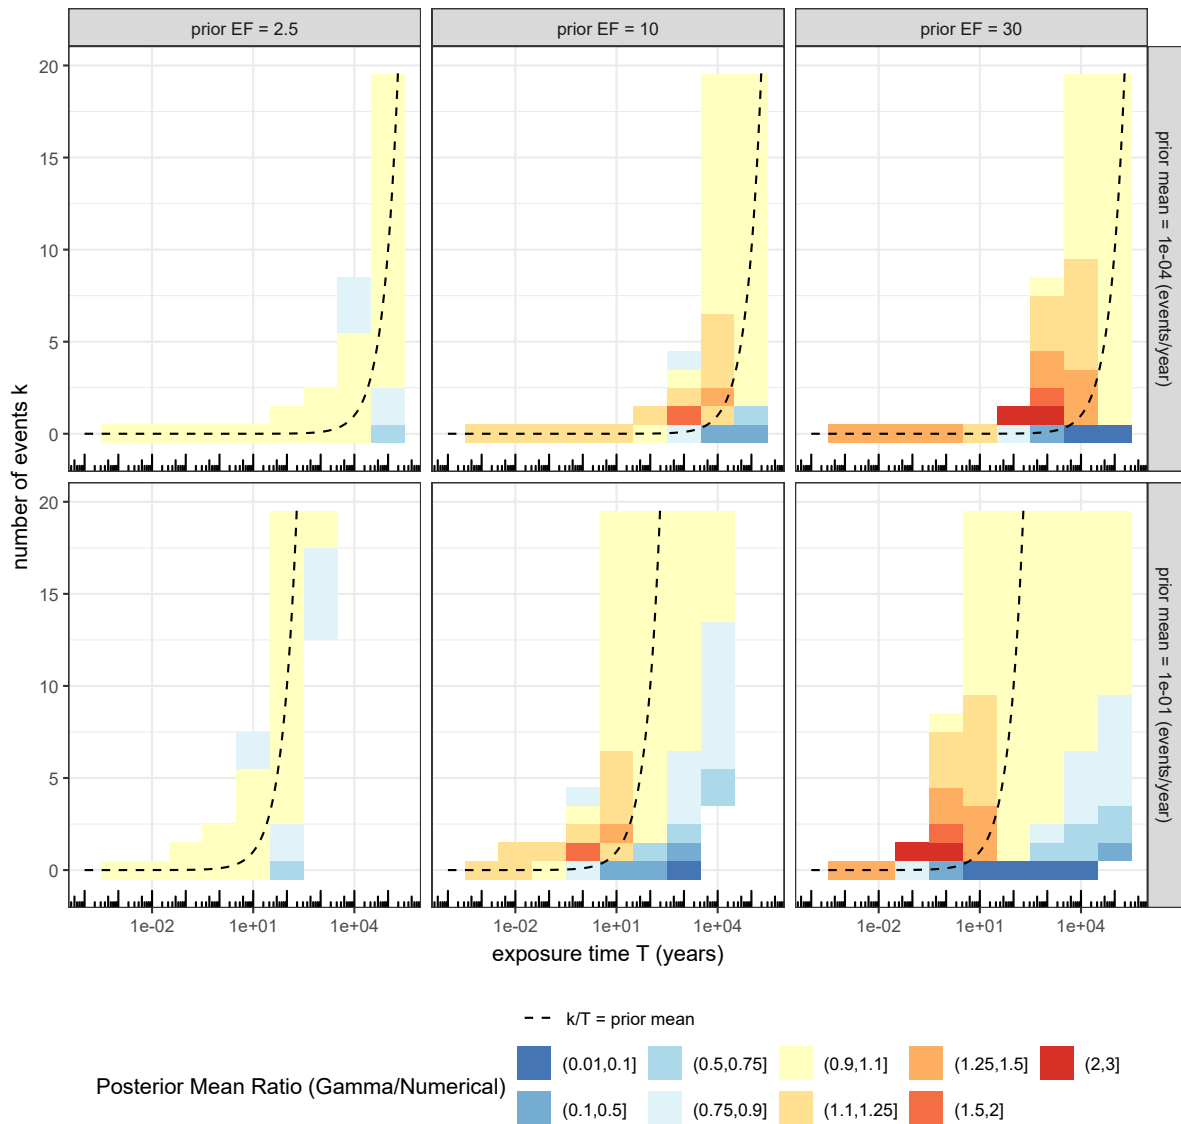 prior EF = 2.5
prior EF = 10
prior EF = 30
20
15
10
5
0
prior mean = 1e-04 (events/year)
number of events k
20
15
10
5
0
prior mean = 1e-01 (events/year)
1e-02 1e+01 1e+04
1e-02 1e+01 1e+04
1e-02 1e+01 1e+04
exposure time T (years)
k/T = prior mean
Posterior Mean Ratio (Gamma/Numerical)
(0.01,0.1] (0.5,0.75] (0.9,1.1] (1.25,1.5] (2,3]
(0.1,0.5] (0.75,0.9] (1.1,1.25] (1.5,2]